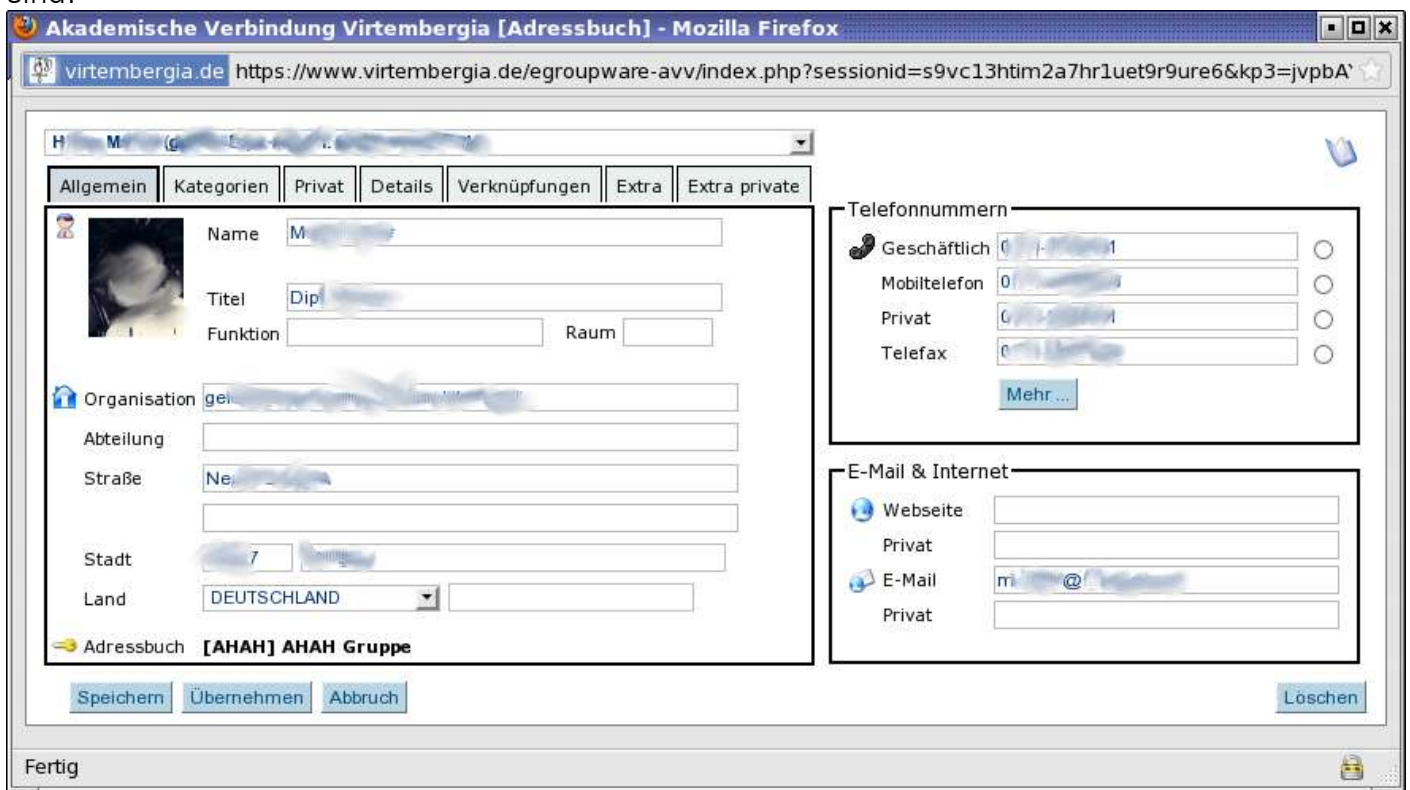 sind.
Akademische Verbindung Virtembergia [Adressbuch] - Mozilla Firefox
virtembergia.de https://www.virtembergia.de/egroupware-avv/index.php?sessionid=s9vc13htim2a7hr1uet9r9ure6&kp3=jvpbA
Allgemein Kategorien Privat Details Verknüpfungen Extra Extra private
Name
Titel
Funktion Raum
Organisation
Abteilung
Straße
Stadt
Land DEUTSCHLAND
Adressbuch [AHAH] AHAH Gruppe
Speichern Übernehmen Abbruch
Telefonnummern
Geschäftlich
Mobiltelefon
Privat
Telefax
Mehr ...
E-Mail & Internet
Webseite
Privat
E-Mail
Privat
Löschen
Fertig